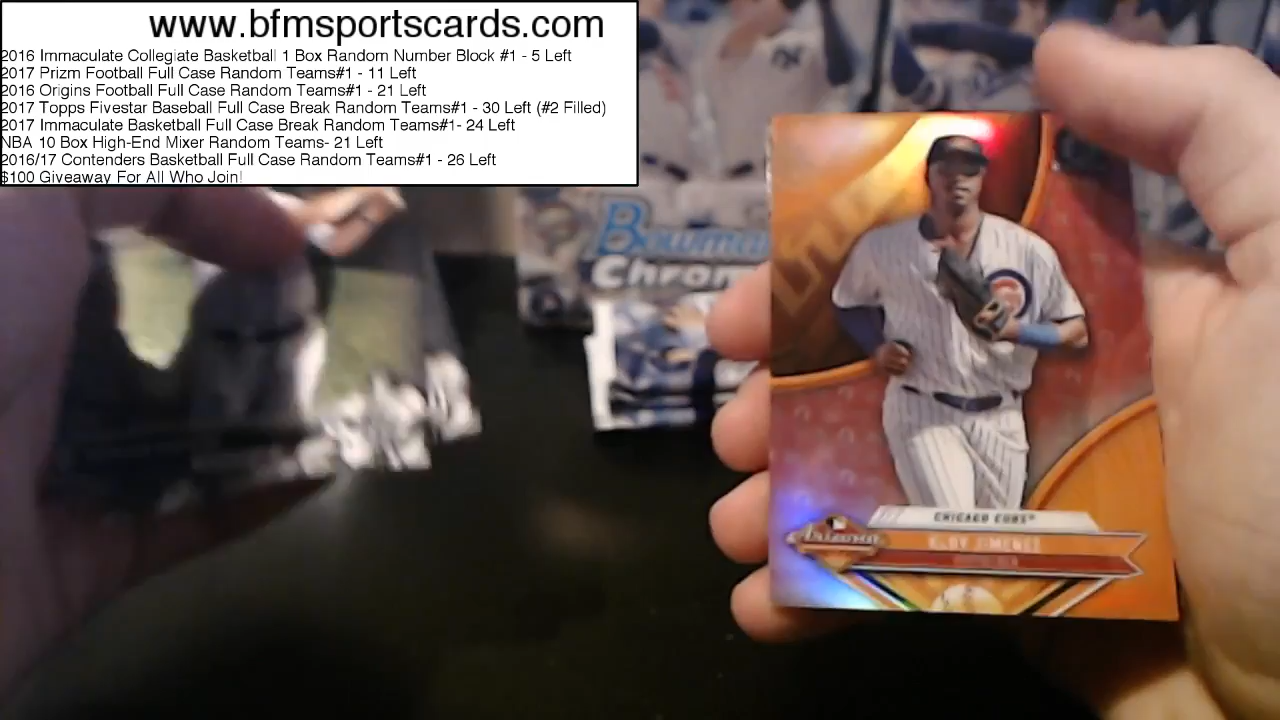 www.bfmsportscards.com
2016 Immaculate Collegiate Basketball 1 Box Random Number Block #1 - 5 Left
2017 Prizm Football Full Case Random Teams#1 - 11 Left
2016 Origins Football Full Case Random Teams#1 - 21 Left
2017 Topps Fivestar Baseball Full Case Break Random Teams#1 - 30 Left (#2 Filled)
2017 Immaculate Basketball Full Case Break Random Teams#1- 24 Left
NBA 10 Box High-End Mixer Random Teams- 21 Left
2016/17 Contenders Basketball Full Case Random Teams#1 - 26 Left
$100 Giveaway For All Who Join!
Bowma
Chrom
CHICAGO CUBS
ELOY JIMENEZ
Arizona